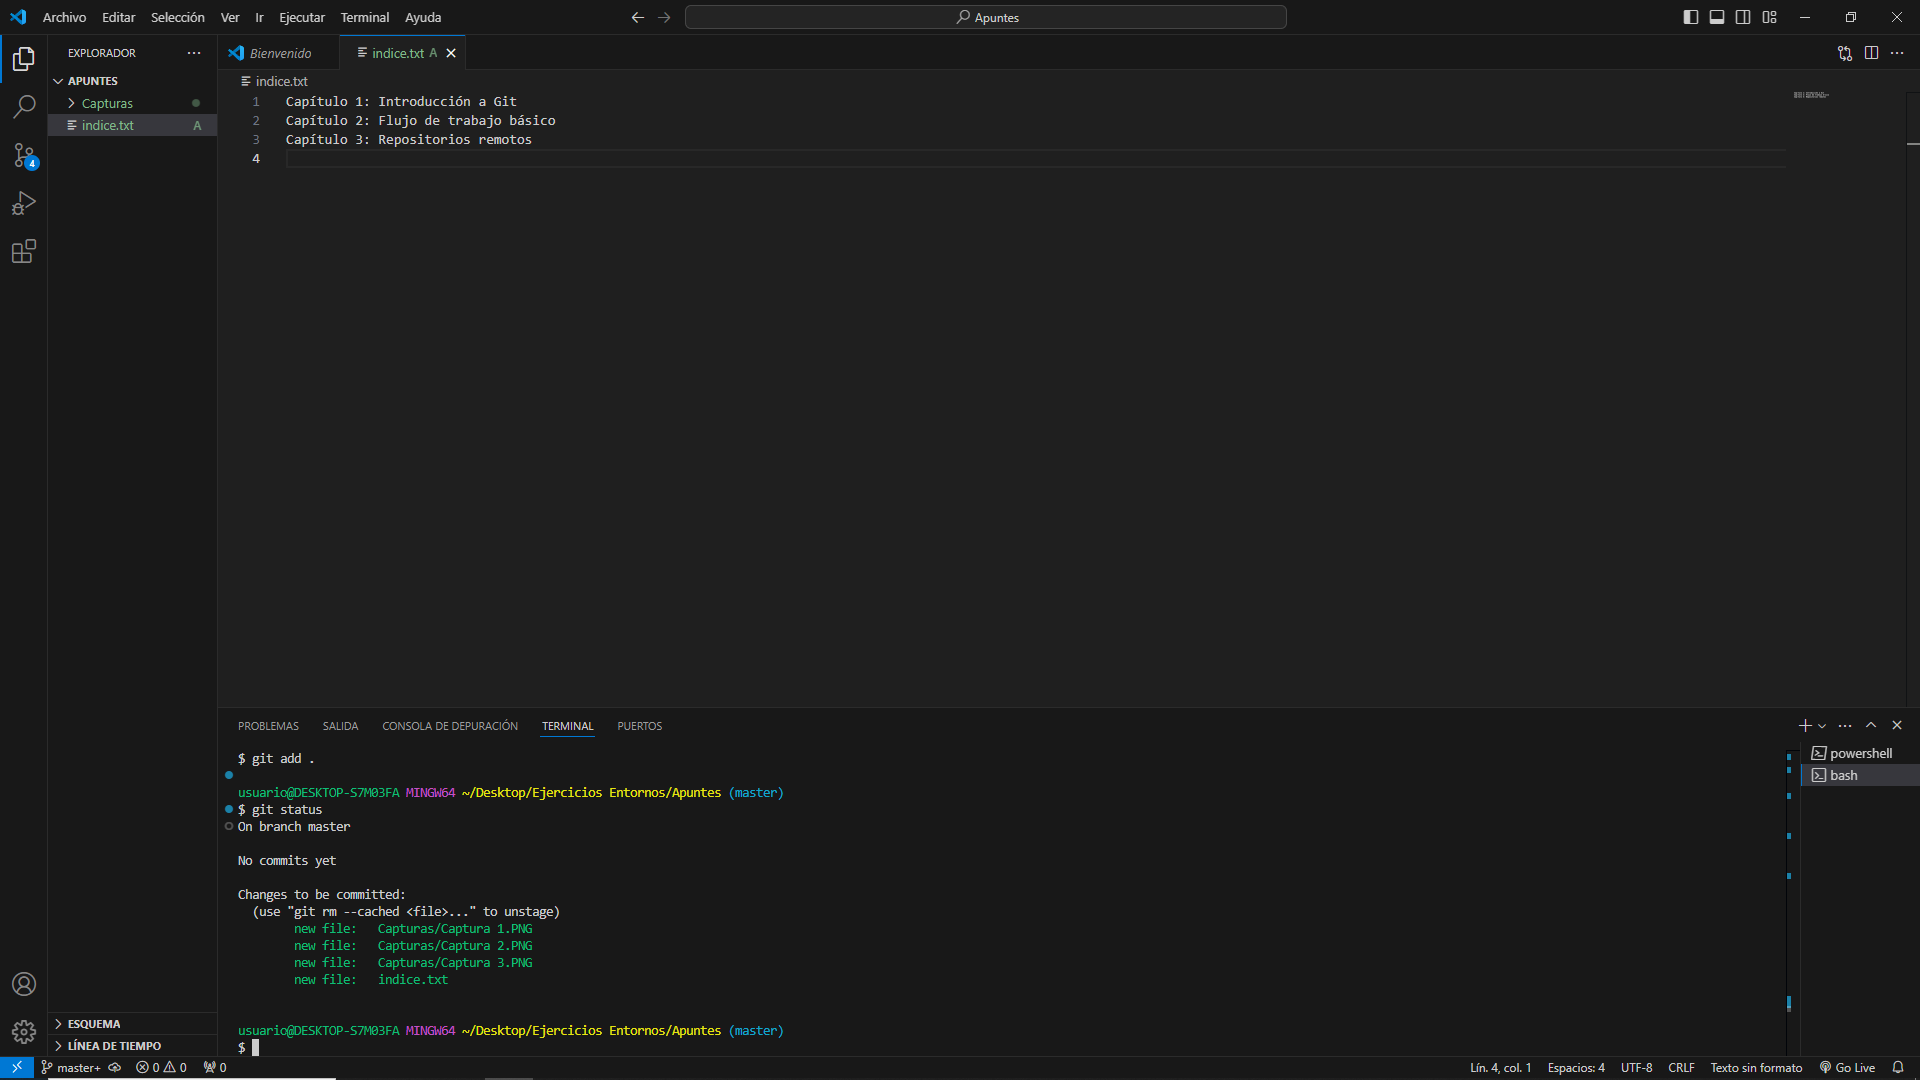 Archivo Editar Selección Ver Ir Ejecutar Terminal Ayuda
Apuntes
EXPLORADOR
APUNTES
Capturas
indice.txt A
4
Bienvenido
indice.txt A
indice.txt
1 Capítulo 1: Introducción a Git
2 Capítulo 2: Flujo de trabajo básico
3 Capítulo 3: Repositorios remotos
4
PROBLEMAS SALIDA CONSOLA DE DEPURACIÓN TERMINAL PUERTOS
$ git add .
usuario@DESKTOP-S7M03FA MINGW64 ~/Desktop/Ejercicios Entornos/Apuntes (master)
$ git status
On branch master
No commits yet
Changes to be committed:
(use "git rm --cached <file>..." to unstage)
new file: Capturas/Captura 1.PNG
new file: Capturas/Captura 2.PNG
new file: Capturas/Captura 3.PNG
new file: indice.txt
usuario@DESKTOP-S7M03FA MINGW64 ~/Desktop/Ejercicios Entornos/Apuntes (master)
$
powershell
bash
ESQUEMA
LÍNEA DE TIEMPO
master+ 0 0 0
Lín. 4, col. 1 Espacios: 4 UTF-8 CRLF Texto sin formato Go Live